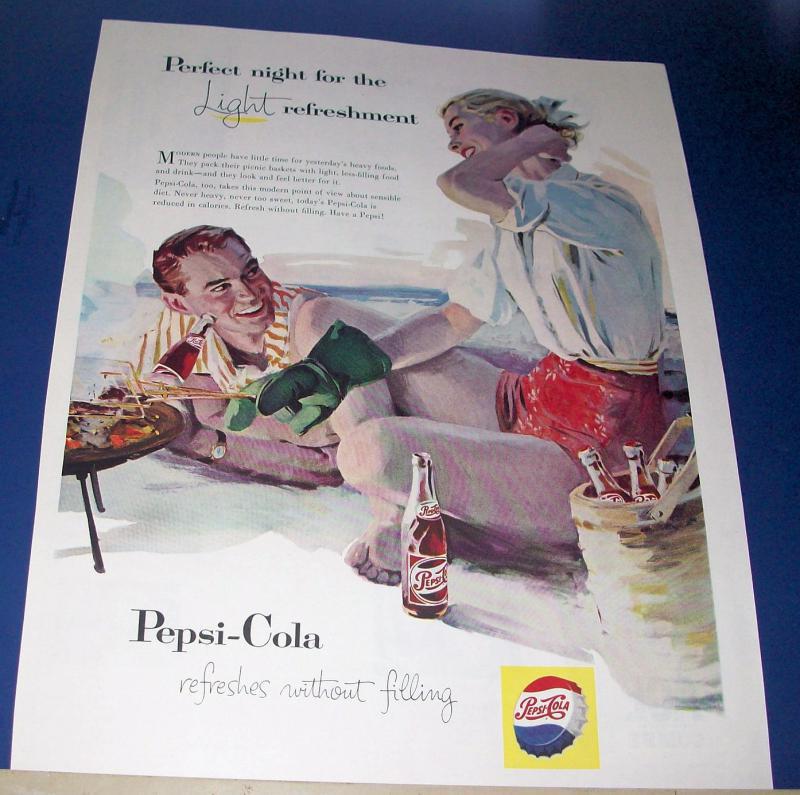 Perfect night for the
Light refreshment
MODERN people have little time for yesterday's heavy foods.
They pack their picnic baskets with light, less-filling food
and drink—and they look and feel better for it.
Pepsi-Cola, too, takes this modern point of view about sensible
diet. Never heavy, never too sweet, today's Pepsi-Cola is
reduced in calories. Refresh without filling. Have a Pepsi!
Pepsi-Cola
refreshes without filling
PEPSI-COLA